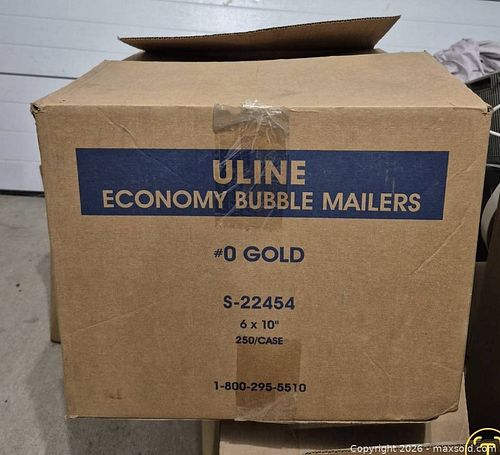 ULINE
ECONOMY BUBBLE MAILERS
#0 GOLD
S-22454
6 x 10"
250/CASE
1-800-295-5510
Copyright 2026 - maxsold.com